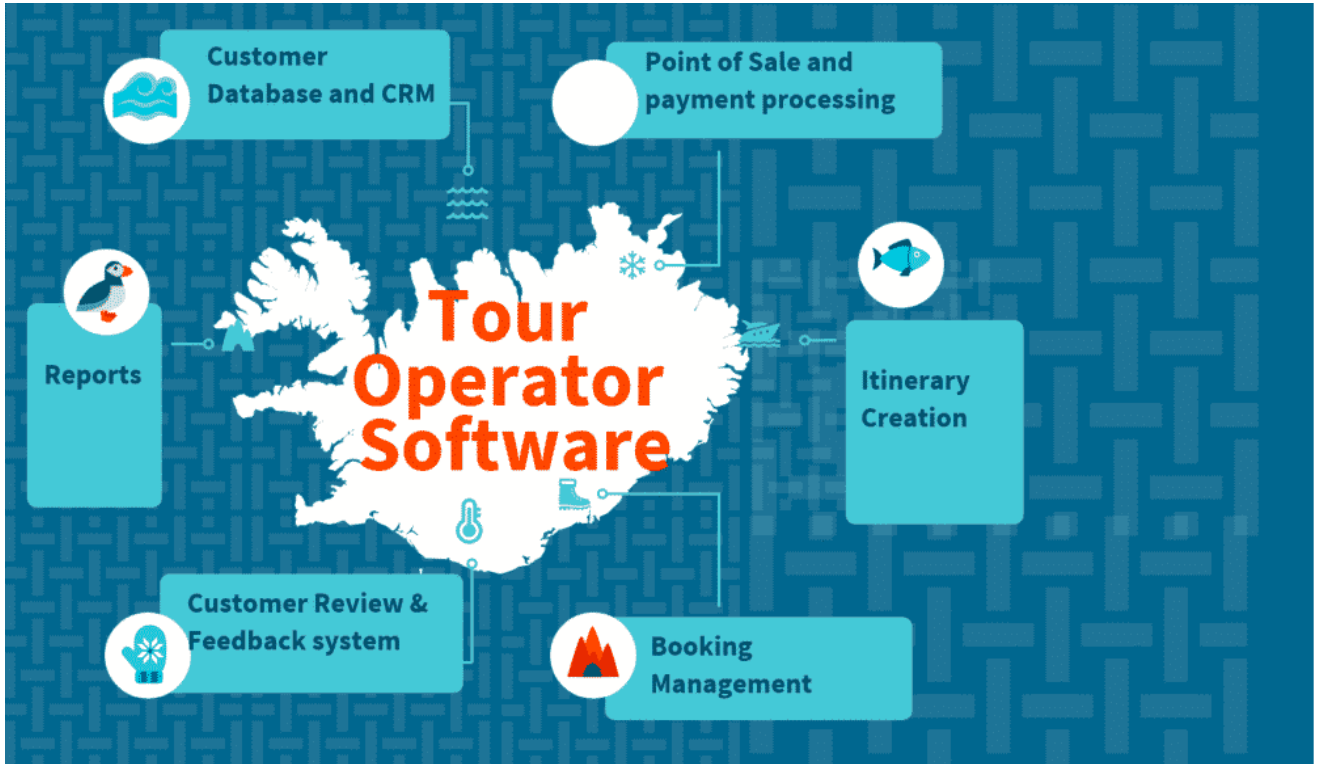 Customer
Database and CRM
Point of Sale and
payment processing
Tour
Operator
Software
Reports
Itinerary
Creation
Customer Review &
Feedback system
Booking
Management